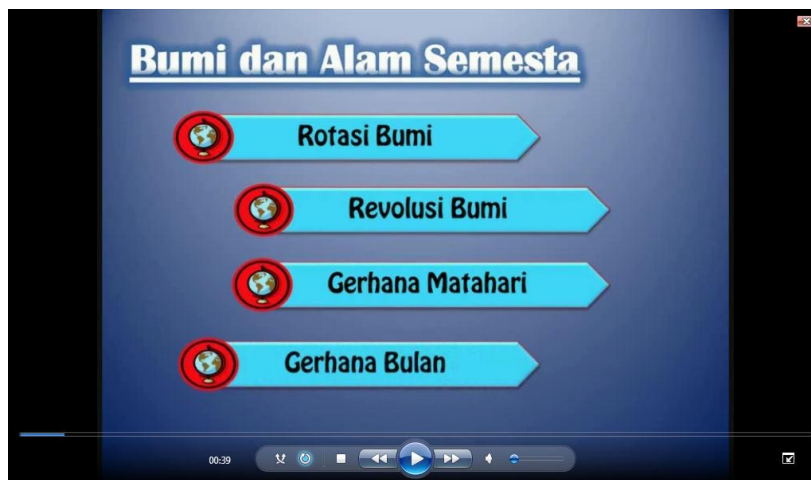 Bumi dan Alam Semesta
Rotasi Bumi
Revolusi Bumi
Gerhana Matahari
Gerhana Bulan
00:39